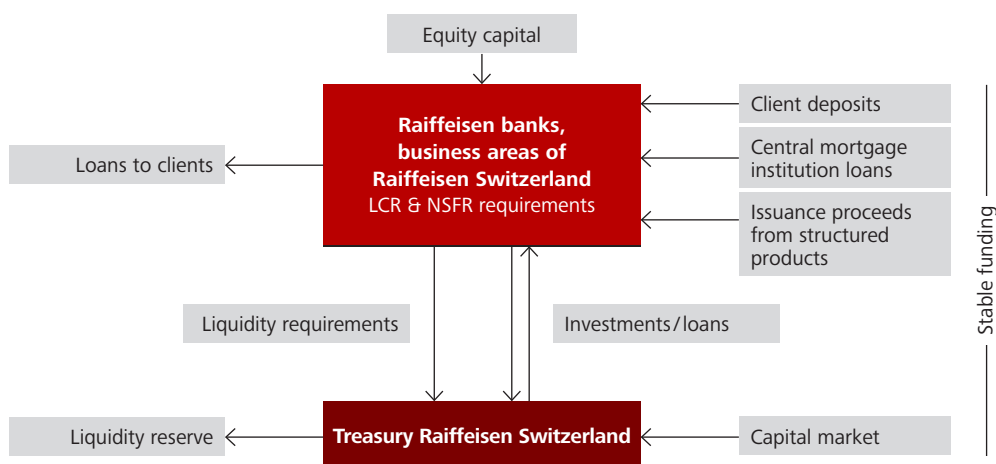 Equity capital
Raiffeisen banks,
business areas of
Raiffeisen Switzerland
LCR & NSFR requirements
Loans to clients
Client deposits
Central mortgage
institution loans
Issuance proceeds
from structured
products
Stable funding
Liquidity requirements
Investments/loans
Liquidity reserve
Treasury Raiffeisen Switzerland
Capital market